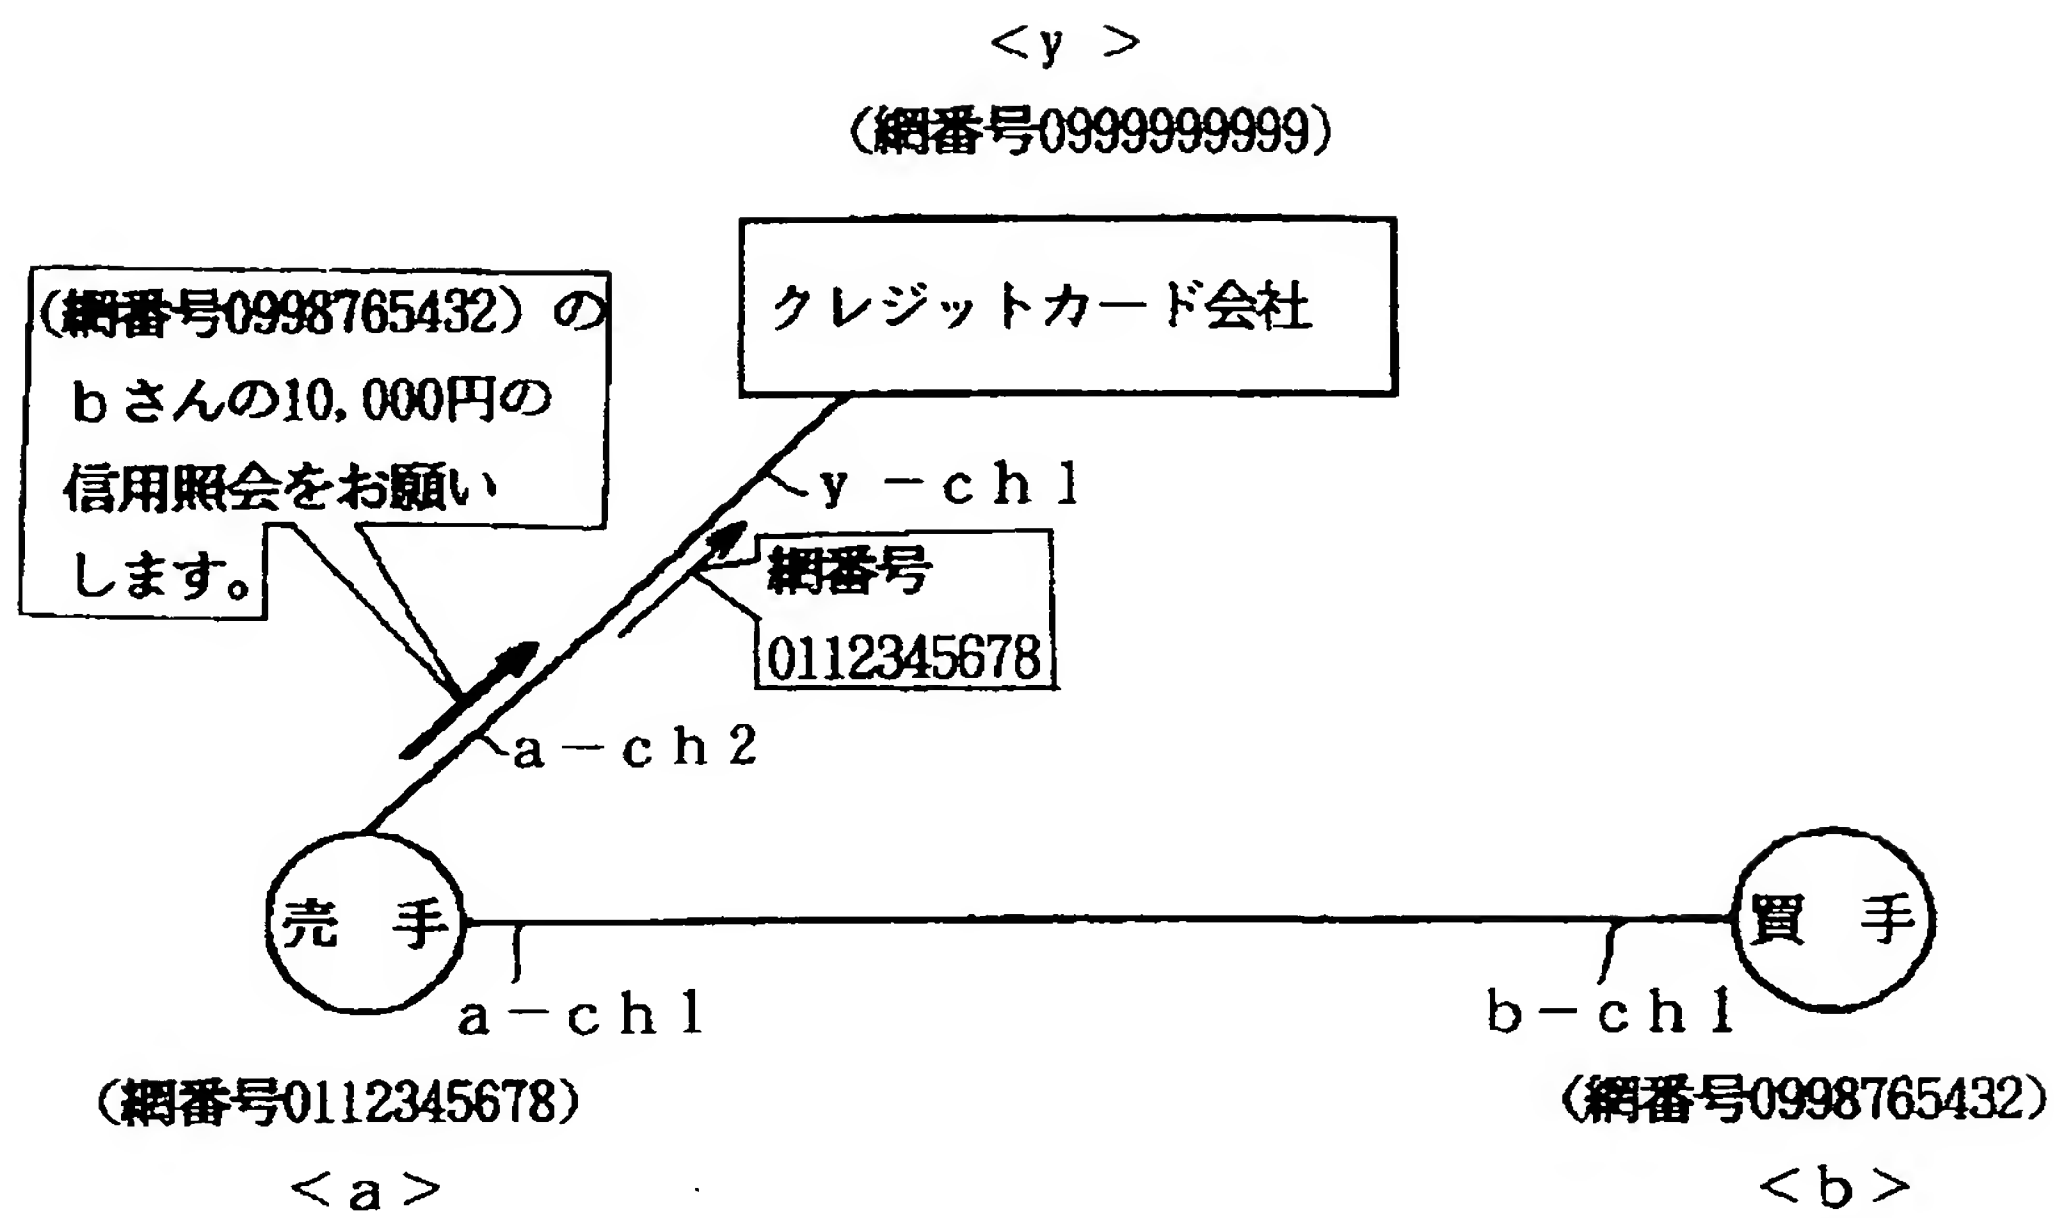 <y>
(網番号0999999999)
クレジットカード会社
(網番号0998765432)の
bさんの10,000円の
信用照会をお願い
します。
y-ch1
網番号
0112345678
a-ch2
売手
買手
a-ch1
b-ch1
(網番号0112345678)
(網番号0998765432)
<a>
<b>